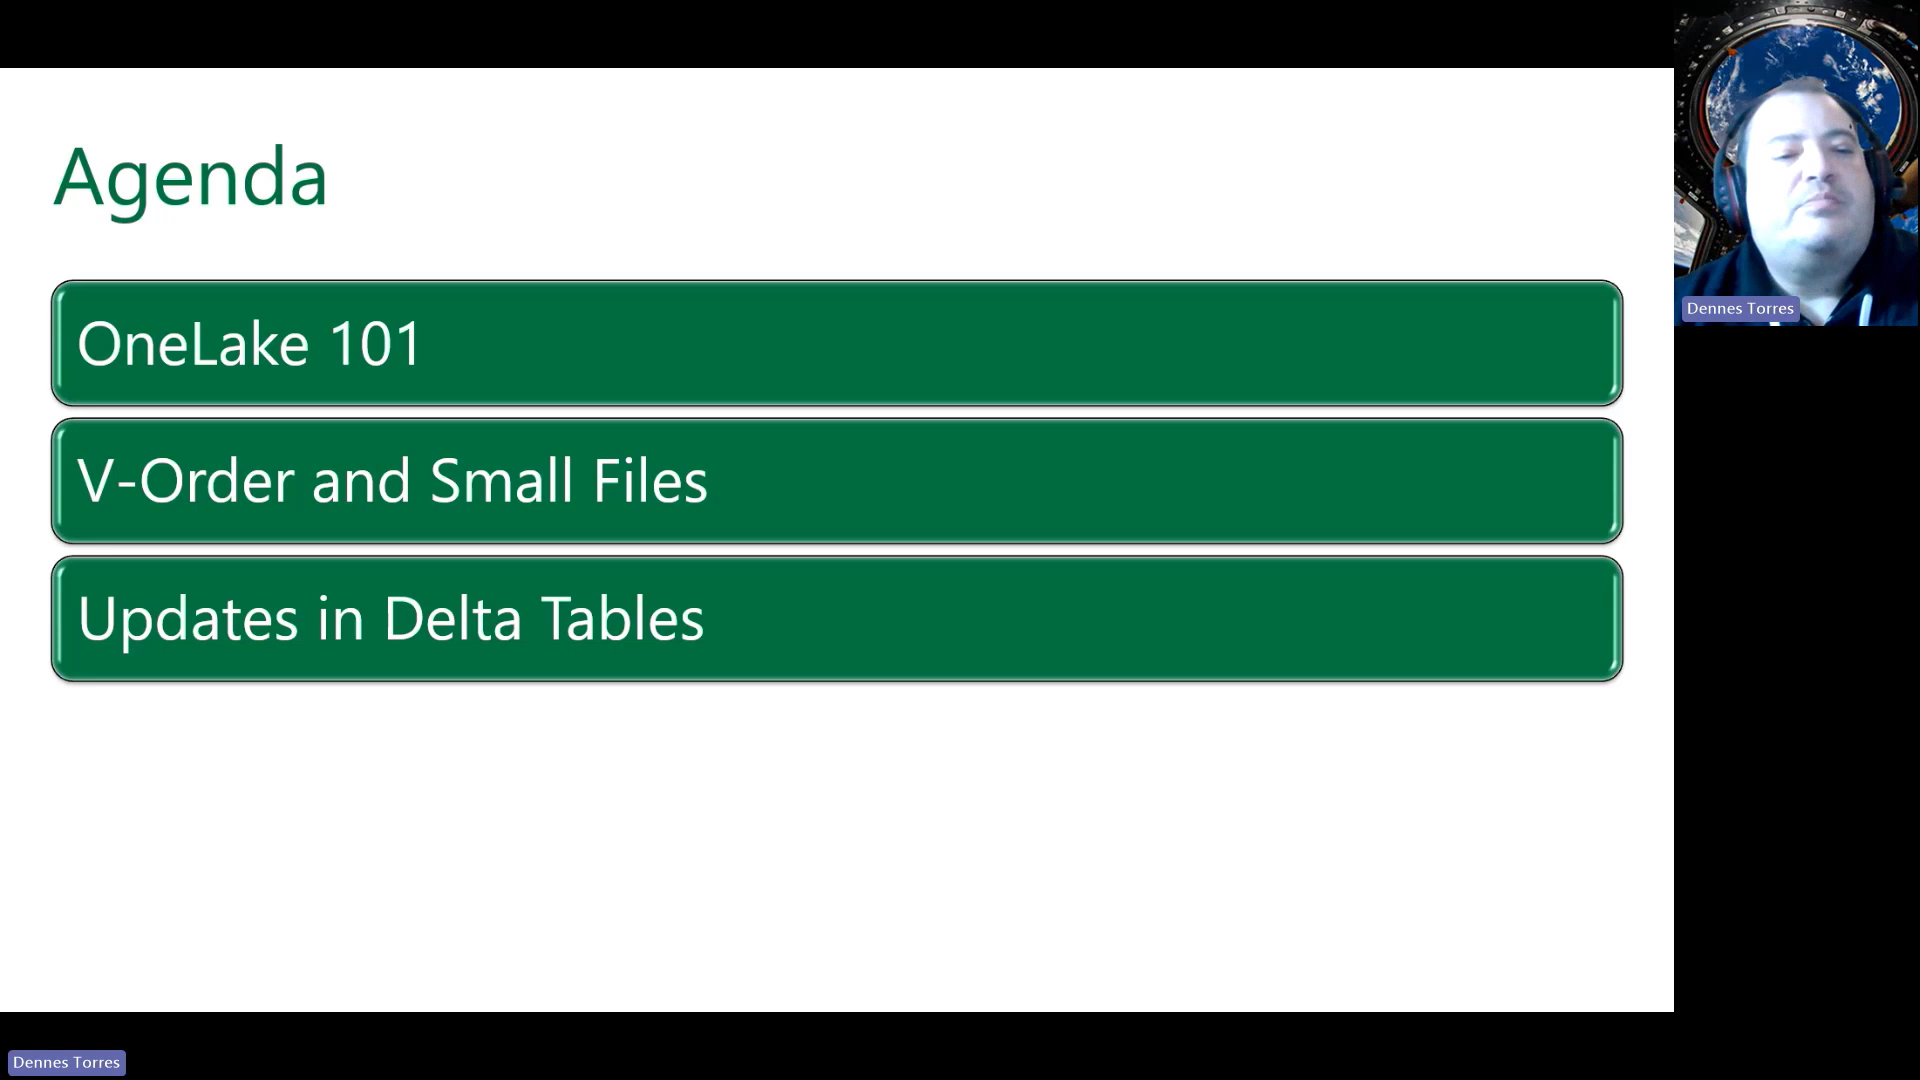 Agenda
OneLake 101
V-Order and Small Files
Updates in Delta Tables
Dennes Torres
Dennes Torres